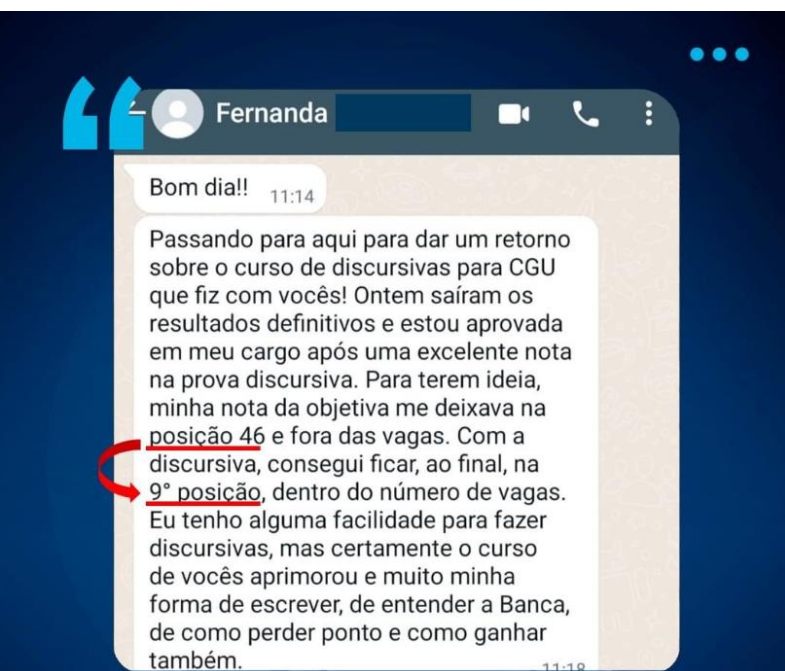 Fernanda
Bom dia!! 11:14
Passando para aqui para dar um retorno
sobre o curso de discursivas para CGU
que fiz com vocês! Ontem saíram os
resultados definitivos e estou aprovada
em meu cargo após uma excelente nota
na prova discursiva. Para terem ideia,
minha nota da objetiva me deixava na
posição 46 e fora das vagas. Com a
discursiva, consegui ficar, ao final, na
9° posição, dentro do número de vagas.
Eu tenho alguma facilidade para fazer
discursivas, mas certamente o curso
de vocês aprimorou e muito minha
forma de escrever, de entender a Banca,
de como perder ponto e como ganhar
também. 11:18